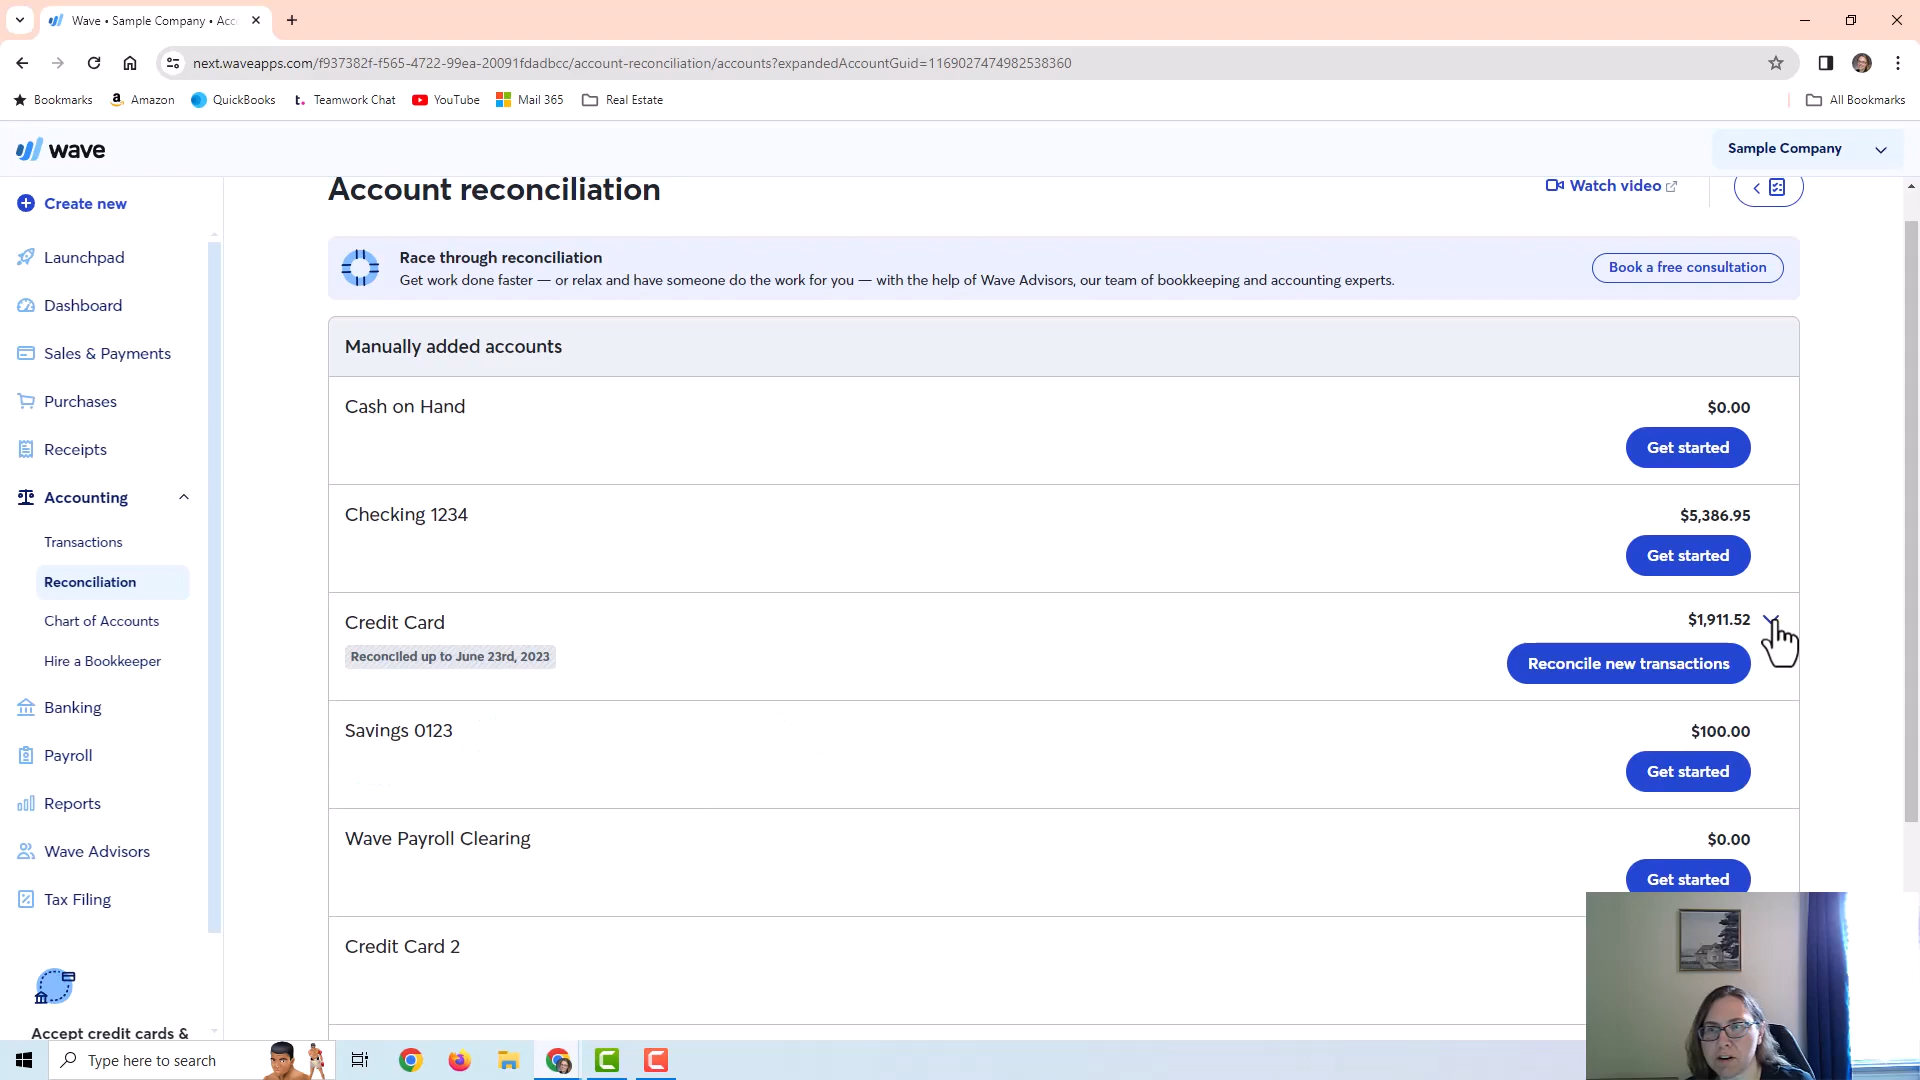 Wave • Sample Company • Acc
next.waveapps.com/f937382f-f565-4722-99ea-20091fdadbcc/account-reconciliation/accounts?expandedAccountGuid=1169027474982538360
Bookmarks
Amazon
QuickBooks
Teamwork Chat
YouTube
Mail 365
Real Estate
All Bookmarks
wave
Sample Company
Create new
Launchpad
Dashboard
Sales & Payments
Purchases
Receipts
Accounting
Transactions
Reconciliation
Chart of Accounts
Hire a Bookkeeper
Banking
Payroll
Reports
Wave Advisors
Tax Filing
Accept credit cards &
Account reconciliation
Watch video
Race through reconciliation
Get work done faster — or relax and have someone do the work for you — with the help of Wave Advisors, our team of bookkeeping and accounting experts.
Book a free consultation
Manually added accounts
Cash on Hand
$0.00
Get started
Checking 1234
$5,386.95
Get started
Credit Card
$1,911.52
Reconciled up to June 23rd, 2023
Reconcile new transactions
Savings 0123
$100.00
Get started
Wave Payroll Clearing
$0.00
Get started
Credit Card 2
Type here to search